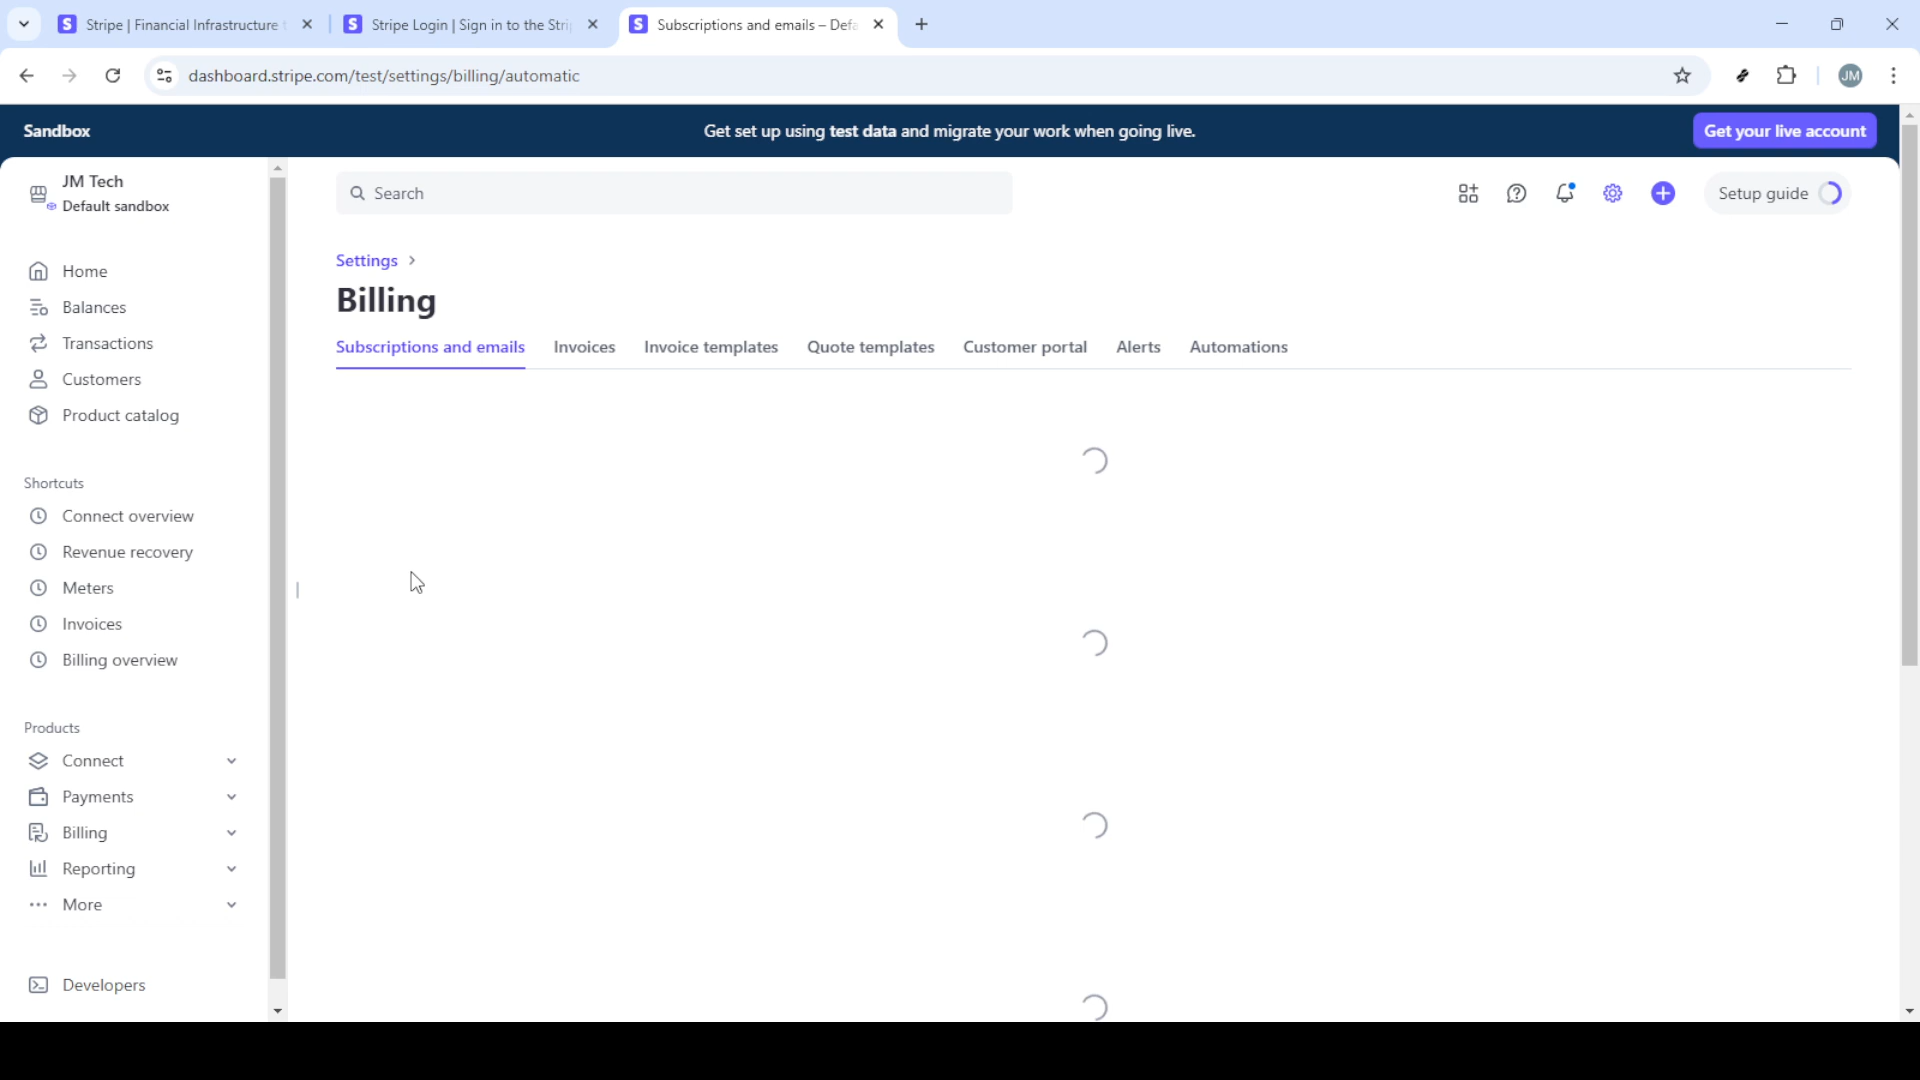 Stripe | Financial Infrastructure t
Stripe Login | Sign in to the Stri
Subscriptions and emails – Defa
dashboard.stripe.com/test/settings/billing/automatic
JM
Sandbox
Get set up using test data and migrate your work when going live.
Get your live account
JM Tech
Default sandbox
Search
Setup guide
Home
Balances
Transactions
Customers
Product catalog
Shortcuts
Connect overview
Revenue recovery
Meters
Invoices
Billing overview
Products
Connect
Payments
Billing
Reporting
More
Developers
Settings
Billing
Subscriptions and emails
Invoices
Invoice templates
Quote templates
Customer portal
Alerts
Automations